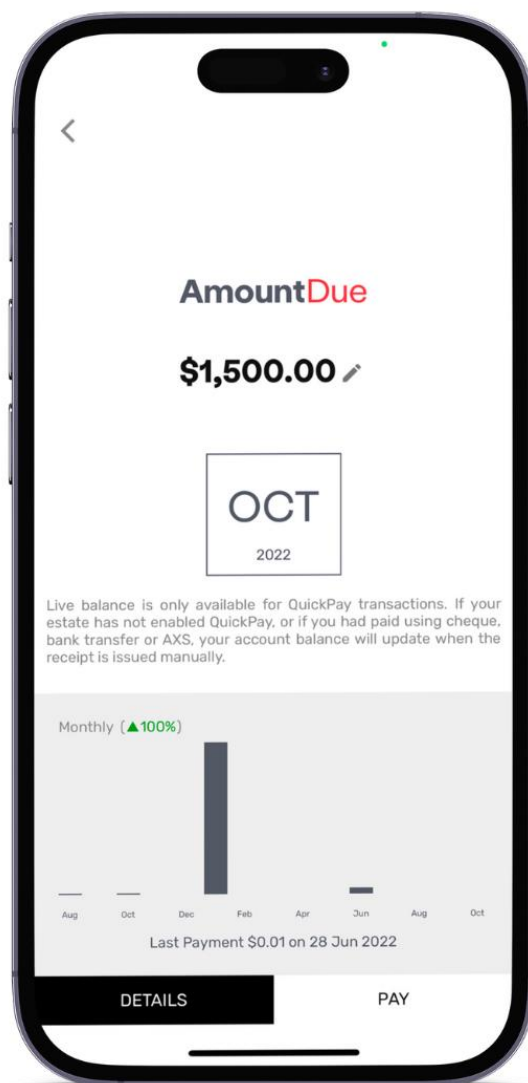 AmountDue
$1,500.00
OCT
2022
Live balance is only available for QuickPay transactions. If your
estate has not enabled QuickPay, or if you had paid using cheque,
bank transfer or AXS, your account balance will update when the
receipt is issued manually.
Monthly (▲100%)
Aug Oct Dec Feb Apr Jun Aug Oct
Last Payment $0.01 on 28 Jun 2022
DETAILS PAY